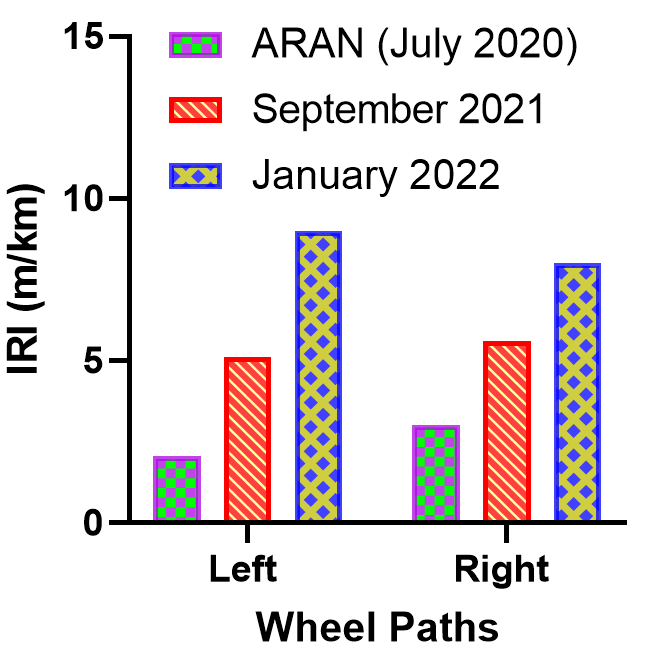 15
ARAN (July 2020)
September 2021
January 2022
10
5
0
IRI (m/km)
Left
Right
Wheel Paths